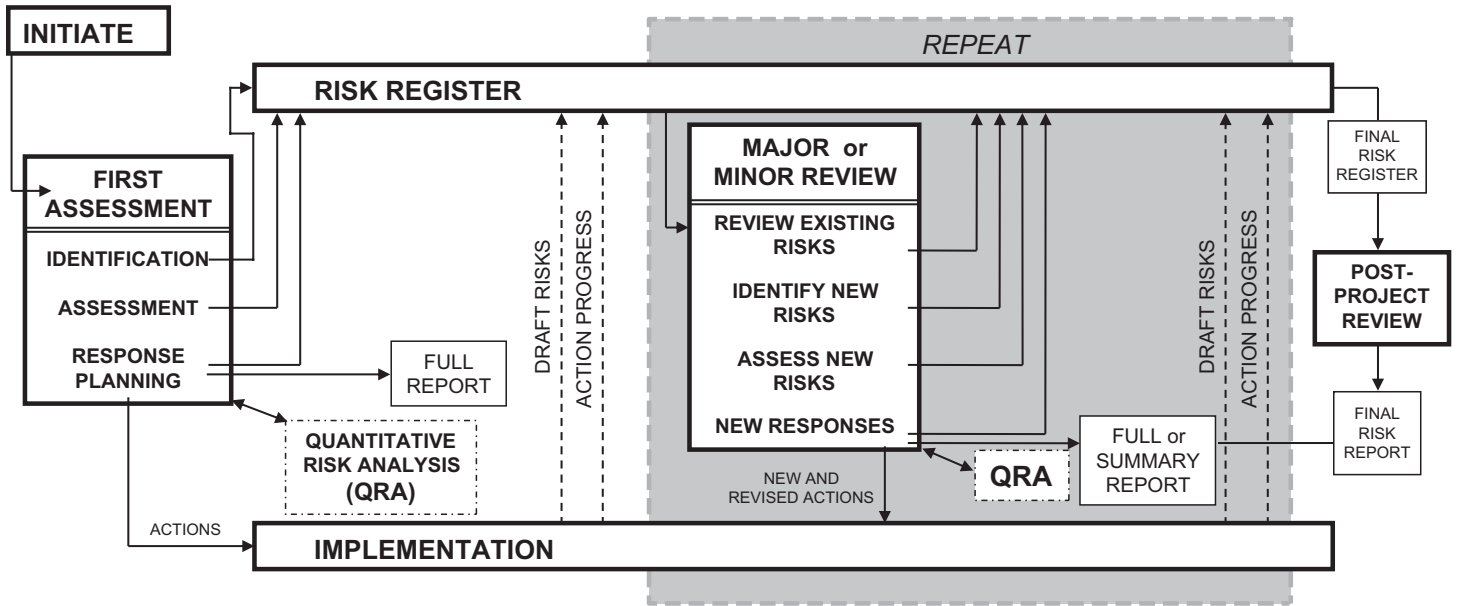 INITIATE
REPEAT
RISK REGISTER
FIRST
ASSESSMENT
IDENTIFICATION
ASSESSMENT
RESPONSE
PLANNING
FULL
REPORT
QUANTITATIVE
RISK ANALYSIS
(QRA)
ACTIONS
DRAFT RISKS
ACTION PROGRESS
MAJOR or
MINOR REVIEW
REVIEW EXISTING
RISKS
IDENTIFY NEW
RISKS
ASSESS NEW
RISKS
NEW RESPONSES
NEW AND
REVISED ACTIONS
QRA
FULL or
SUMMARY
REPORT
DRAFT RISKS
ACTION PROGRESS
FINAL
RISK
REGISTER
POST-
PROJECT
REVIEW
FINAL
RISK
REPORT
IMPLEMENTATION